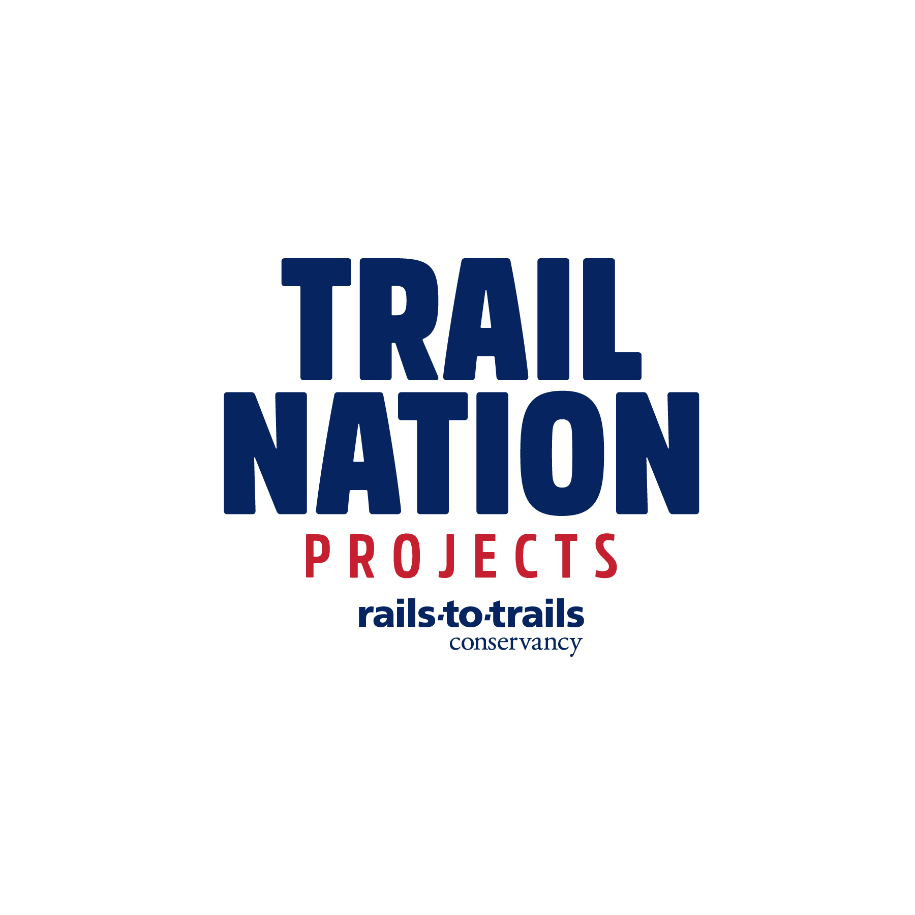 TRAIL
NATION
PROJECTS
rails-to-trails
conservancy